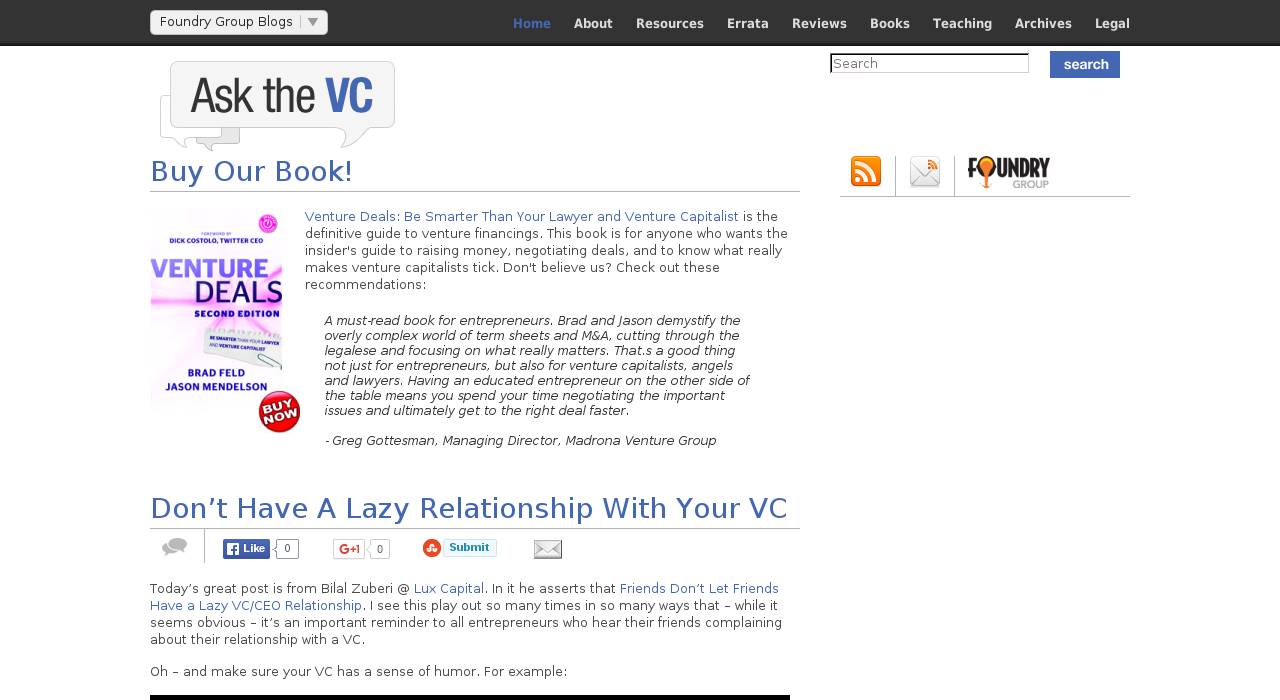 Foundry Group Blogs
Home About Resources Errata Reviews Books Teaching Archives Legal
Search
search
Ask the VC
FOUNDRY
GROUP
Buy Our Book!
FOREWORD BY
DICK COSTOLO, TWITTER CEO
VENTURE
DEALS
SECOND EDITION
BE SMARTER THAN YOUR LAWYER
AND VENTURE CAPITALIST
BRAD FELD
JASON MENDELSON
BUY
NOW
Venture Deals: Be Smarter Than Your Lawyer and Venture Capitalist is the
definitive guide to venture financings. This book is for anyone who wants the
insider's guide to raising money, negotiating deals, and to know what really
makes venture capitalists tick. Don't believe us? Check out these
recommendations:
A must-read book for entrepreneurs. Brad and Jason demystify the
overly complex world of term sheets and M&A, cutting through the
legalese and focusing on what really matters. That.s a good thing
not just for entrepreneurs, but also for venture capitalists, angels
and lawyers. Having an educated entrepreneur on the other side of
the table means you spend your time negotiating the important
issues and ultimately get to the right deal faster.
- Greg Gottesman, Managing Director, Madrona Venture Group
Don’t Have A Lazy Relationship With Your VC
Like 0 G+1 0 Submit
Today’s great post is from Bilal Zuberi @ Lux Capital. In it he asserts that Friends Don’t Let Friends
Have a Lazy VC/CEO Relationship. I see this play out so many times in so many ways that – while it
seems obvious – it’s an important reminder to all entrepreneurs who hear their friends complaining
about their relationship with a VC.
Oh – and make sure your VC has a sense of humor. For example: